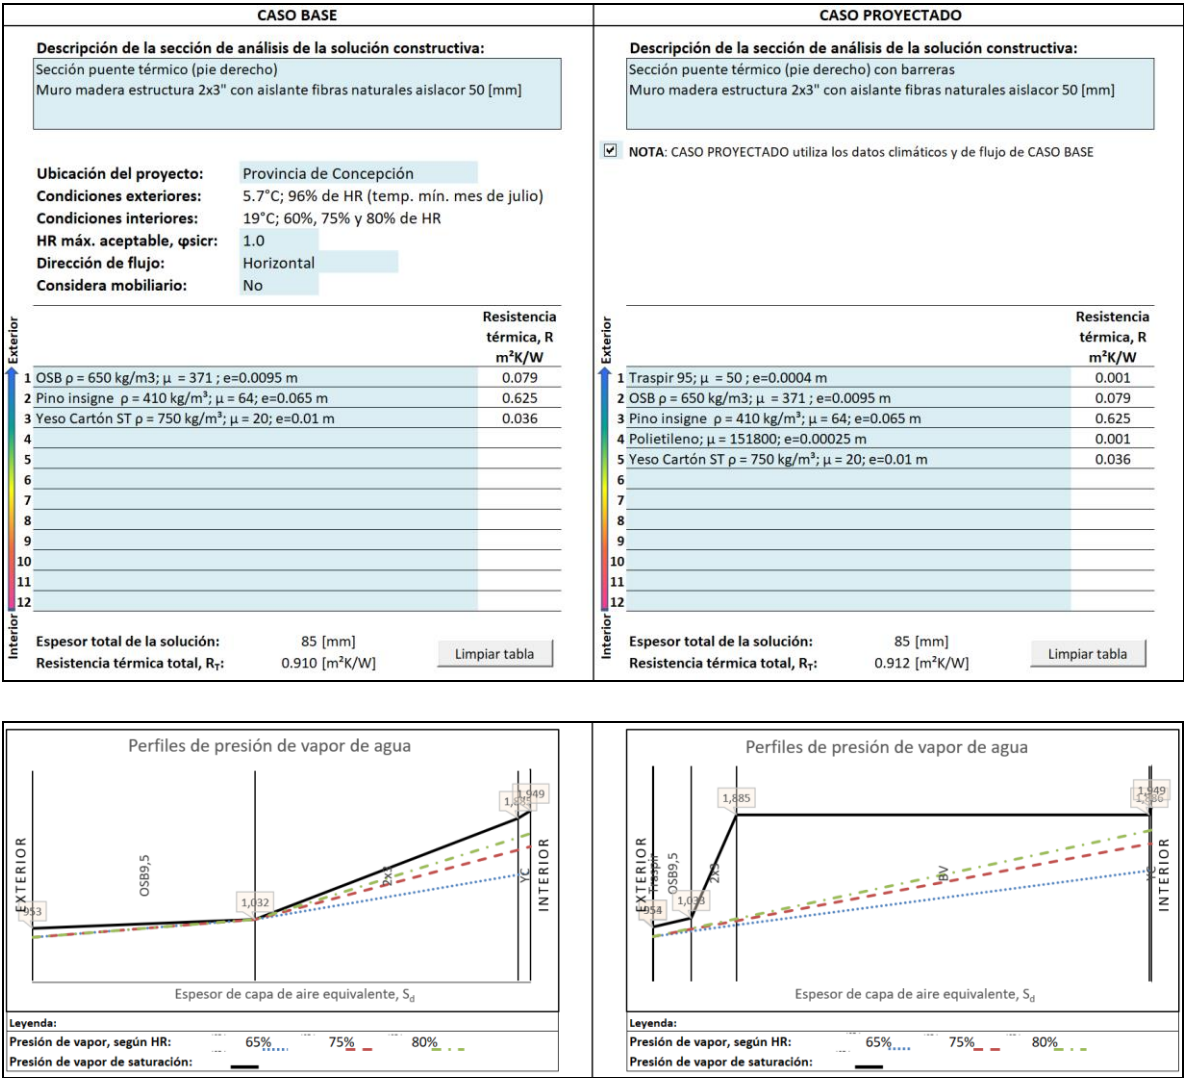 CASO BASE
Descripción de la sección de análisis de la solución constructiva:
Sección puente térmico (pie derecho)
Muro madera estructura 2x3" con aislante fibras naturales aislacor 50 [mm]
Ubicación del proyecto: Provincia de Concepción
Condiciones exteriores: 5.7°C; 96% de HR (temp. mín. mes de julio)
Condiciones interiores: 19°C; 60%, 75% y 80% de HR
HR máx. aceptable, φsicr: 1.0
Dirección de flujo: Horizontal
Considera mobiliario: No
Resistencia
térmica, R
m²K/W
Exterior
1 OSB ρ = 650 kg/m3; μ = 371 ; e=0.0095 m 0.079
2 Pino insigne ρ = 410 kg/m³; μ = 64; e=0.065 m 0.625
3 Yeso Cartón ST ρ = 750 kg/m³; μ = 20; e=0.01 m 0.036
4
5
6
7
8
9
10
11
12
Interior
Espesor total de la solución: 85 [mm]
Resistencia térmica total, RT: 0.910 [m²K/W]
Limpiar tabla
CASO PROYECTADO
Descripción de la sección de análisis de la solución constructiva:
Sección puente térmico (pie derecho) con barreras
Muro madera estructura 2x3" con aislante fibras naturales aislacor 50 [mm]
NOTA: CASO PROYECTADO utiliza los datos climáticos y de flujo de CASO BASE
Resistencia
térmica, R
m²K/W
Exterior
1 Traspir 95; μ = 50 ; e=0.0004 m 0.001
2 OSB ρ = 650 kg/m3; μ = 371 ; e=0.0095 m 0.079
3 Pino insigne ρ = 410 kg/m³; μ = 64; e=0.065 m 0.625
4 Polietileno; μ = 151800; e=0.00025 m 0.001
5 Yeso Cartón ST ρ = 750 kg/m³; μ = 20; e=0.01 m 0.036
6
7
8
9
10
11
12
Interior
Espesor total de la solución: 85 [mm]
Resistencia térmica total, RT: 0.912 [m²K/W]
Limpiar tabla
Perfiles de presión de vapor de agua
EXTERIOR
953
OSB9,5
1,032
2x3
1,949
YC
INTERIOR
Espesor de capa de aire equivalente, Sd
Leyenda:
Presión de vapor, según HR: 65% 75% 80%
Presión de vapor de saturación:
Perfiles de presión de vapor de agua
EXTERIOR
954
Traspir
OSB9,5
1,033
2x3
1,885
BV
1,949
YC
INTERIOR
Espesor de capa de aire equivalente, Sd
Leyenda:
Presión de vapor, según HR: 65% 75% 80%
Presión de vapor de saturación: